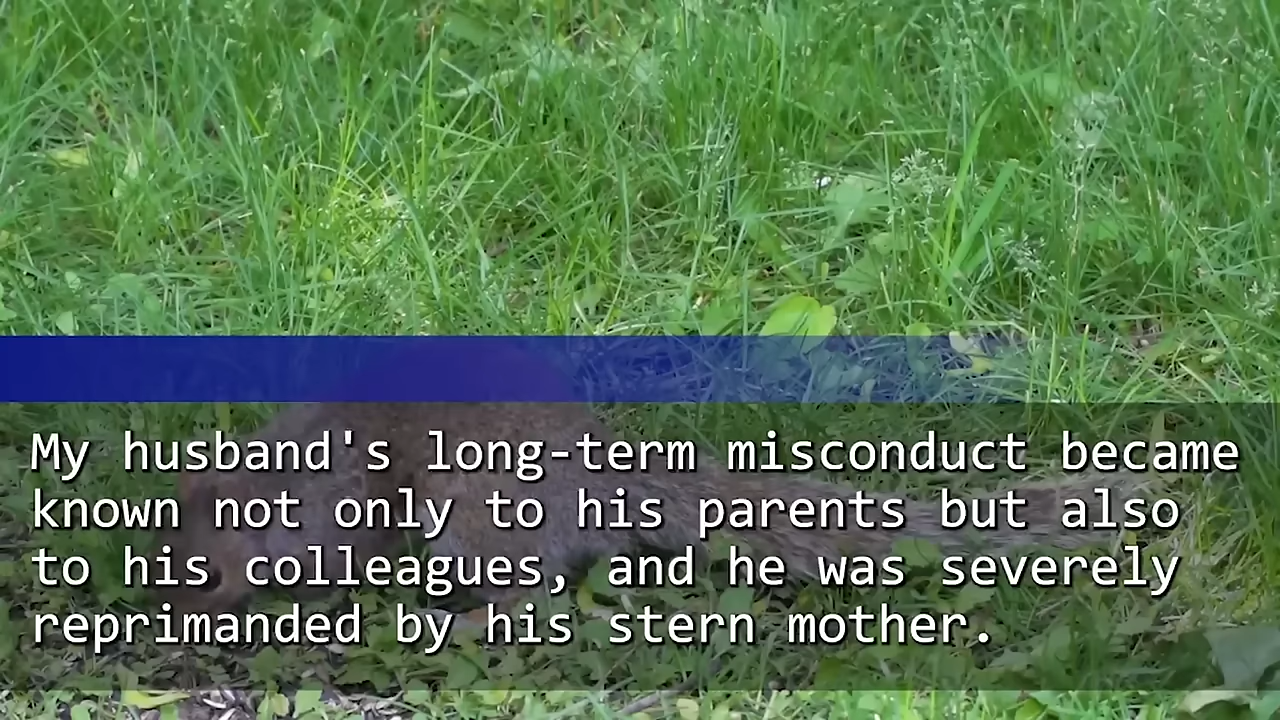 My husband's long-term misconduct became
known not only to his parents but also
to his colleagues, and he was severely
reprimanded by his stern mother.